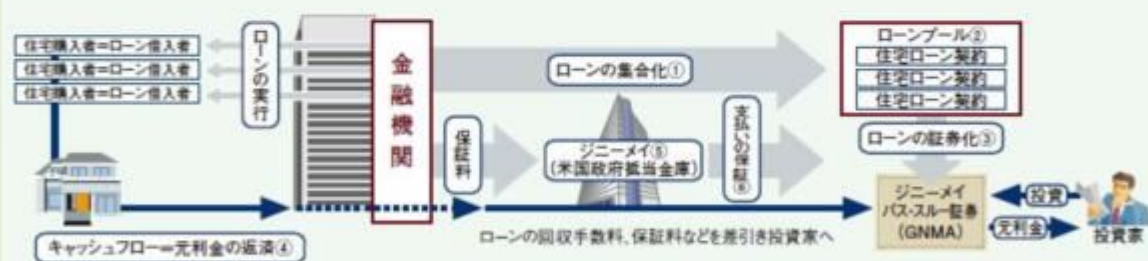 住宅購入者=ローン借入者
住宅購入者=ローン借入者
住宅購入者=ローン借入者
ローンの実行
金融機関
ローンの集合化①
ローンプール②
住宅ローン契約
住宅ローン契約
住宅ローン契約
保証料
ジニーメイ⑤
(米国政府抵当金庫)
支払いの保証⑥
ローンの証券化③
ジニーメイ
パス・スルー証券
(GNMA)
投資
元利金
投資家
キャッシュフロー=元利金の返済④
ローンの回収手数料、保証料などを差引き投資家へ